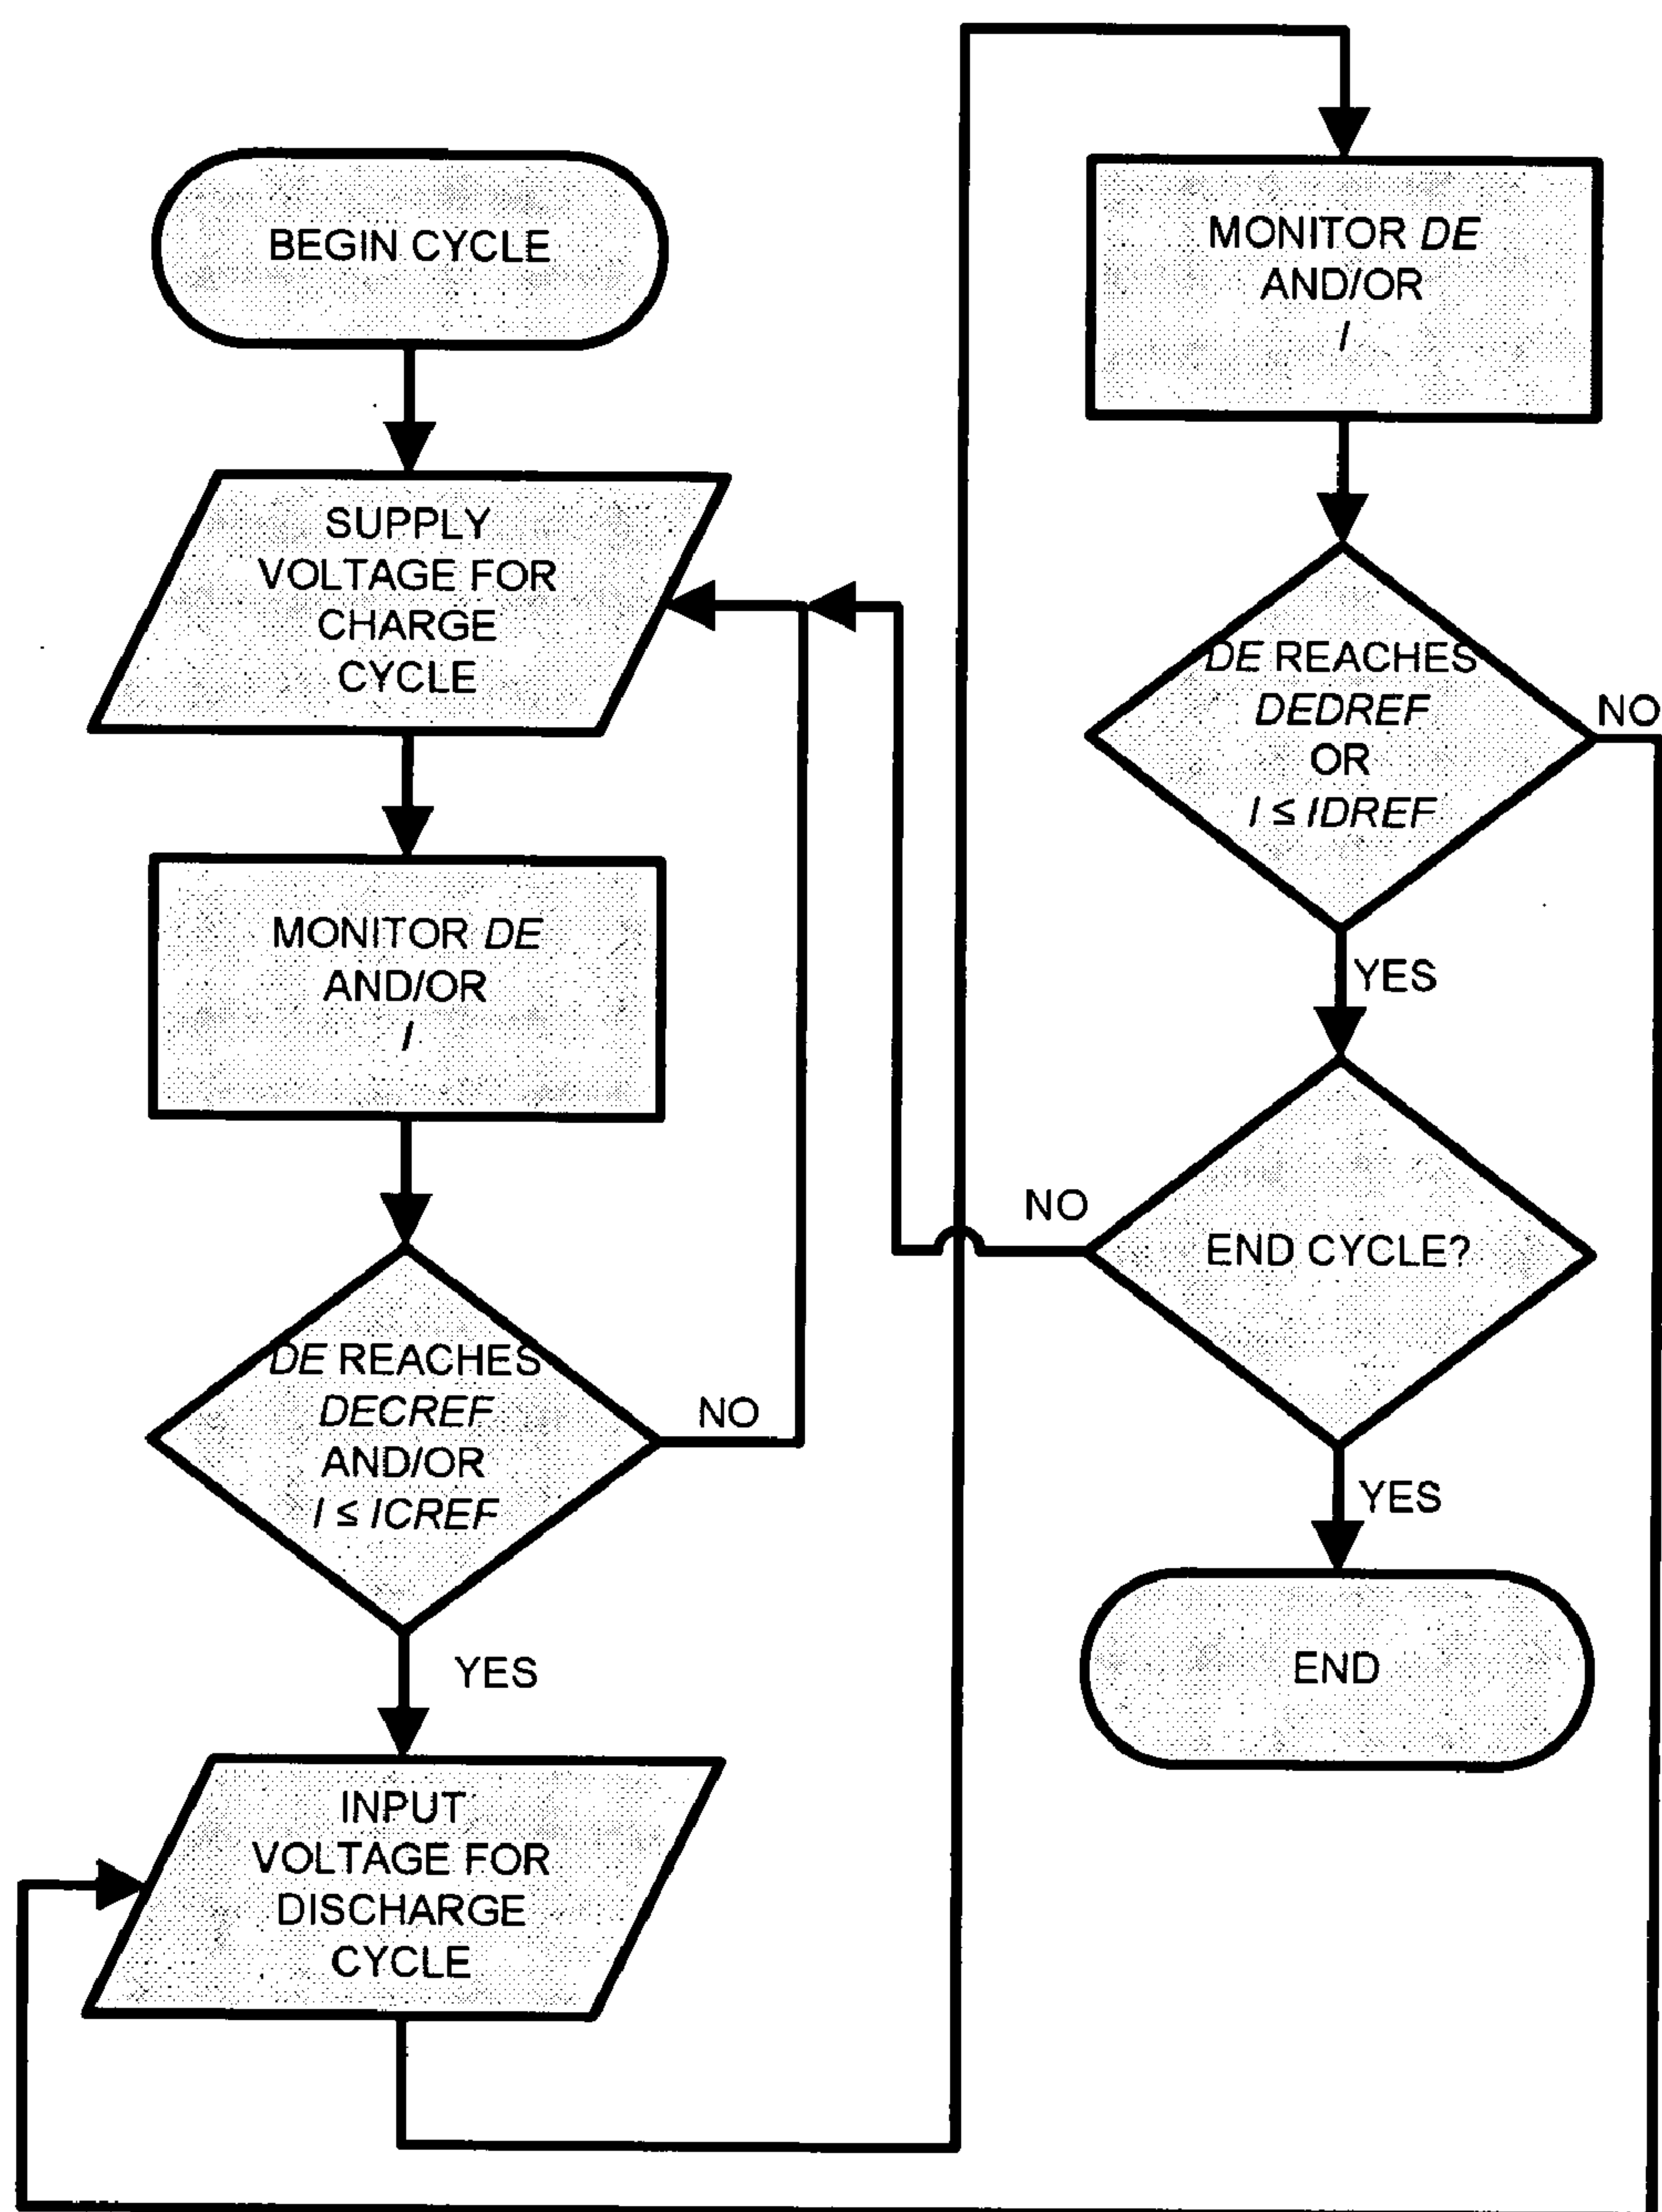 BEGIN CYCLE
SUPPLY
VOLTAGE FOR
CHARGE
CYCLE
MONITOR DE
AND/OR
I
DE REACHES
DECREF
AND/OR
I ≤ ICREF
NO
YES
INPUT
VOLTAGE FOR
DISCHARGE
CYCLE
MONITOR DE
AND/OR
I
DE REACHES
DEDREF
OR
I ≤ IDREF
NO
YES
END CYCLE?
NO
YES
END